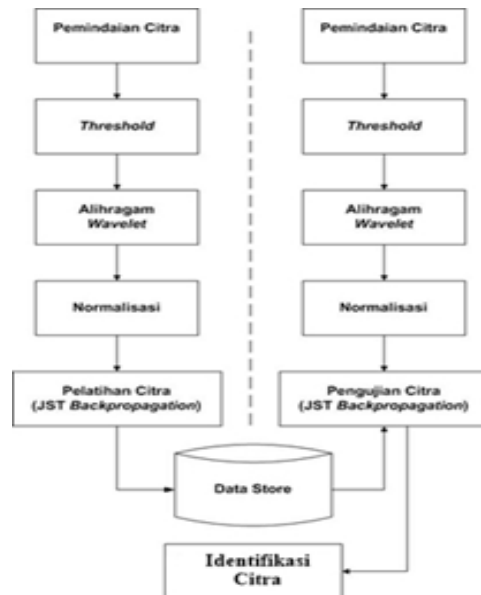 Pemindaian Citra
Threshold
Alihragam
Wavelet
Normalisasi
Pelatihan Citra
(JST Backpropagation)
Pemindaian Citra
Threshold
Alihragam
Wavelet
Normalisasi
Pengujian Citra
(JST Backpropagation)
Data Store
Identifikasi
Citra